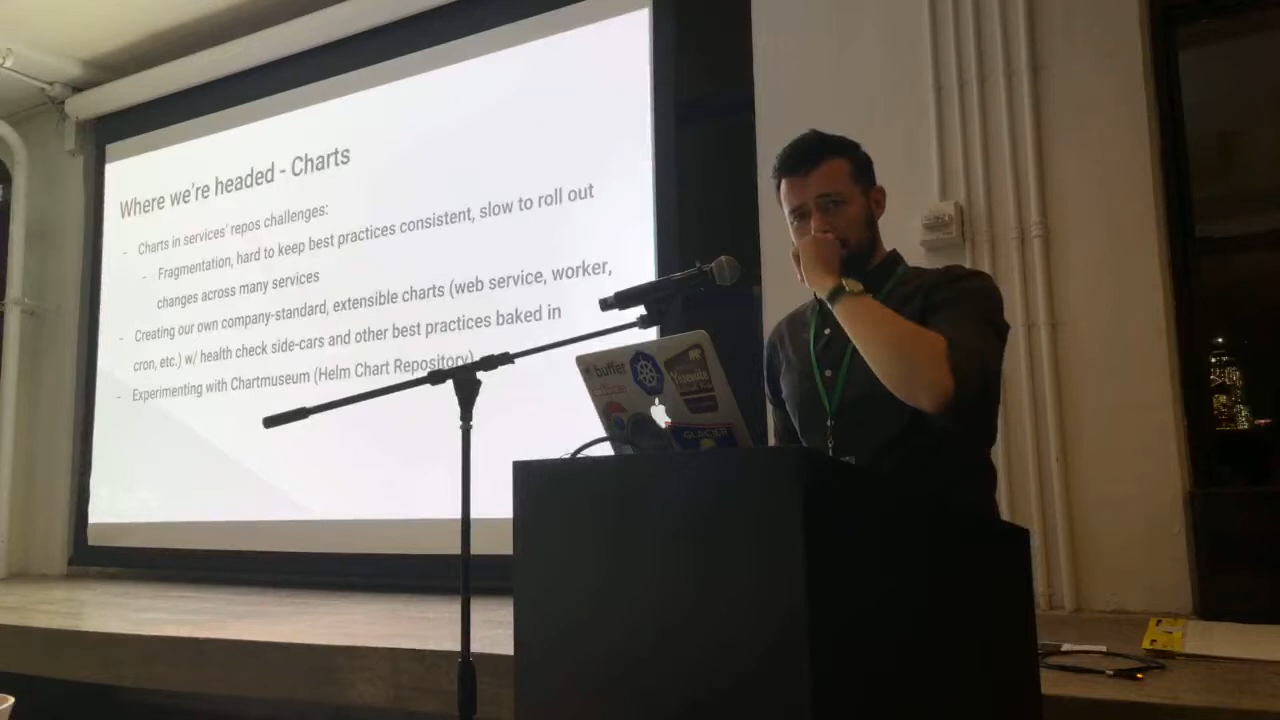 Where we're headed - Charts
- Charts in services' repos challenges:
- Fragmentation, hard to keep best practices consistent, slow to roll out
changes across many services
- Creating our own company-standard, extensible charts (web service, worker,
cron, etc.) w/ health check side-cars and other best practices baked in
- Experimenting with Chartmuseum (Helm Chart Repository)
buffer
Yosemite
GLACIER